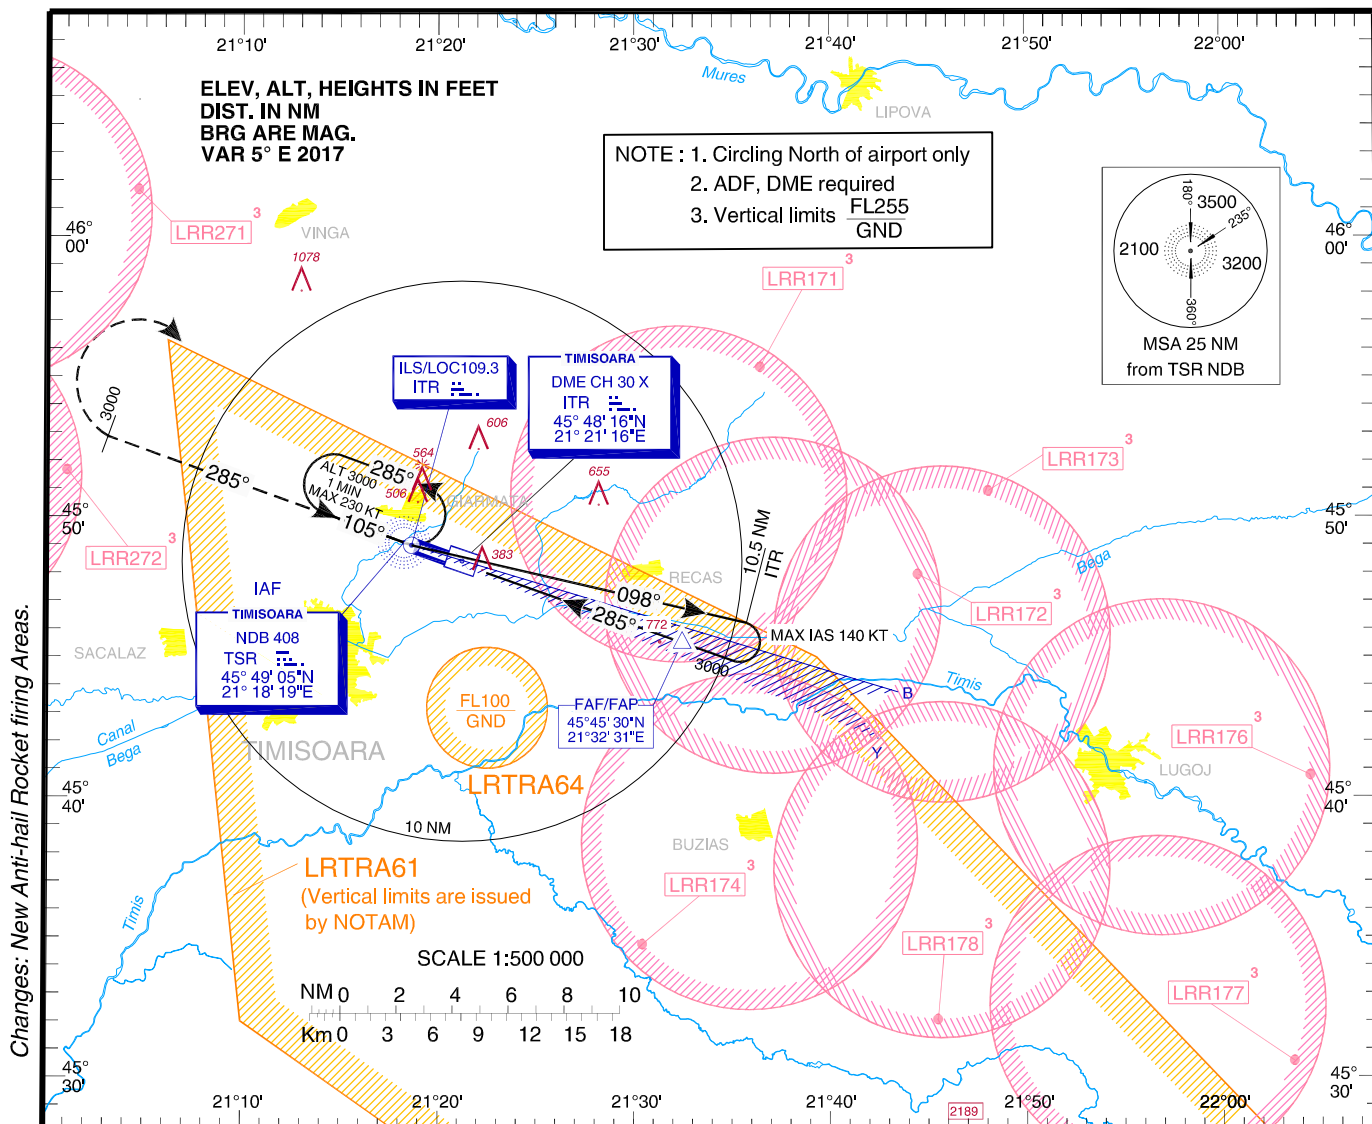 21°10'
21°20'
21°30'
21°40'
21°50'
22°00'
ELEV, ALT, HEIGHTS IN FEET
DIST. IN NM
BRG ARE MAG.
VAR 5° E 2017
Mures
LIPOVA
NOTE : 1. Circling North of airport only
2. ADF, DME required
3. Vertical limits FL255
GND
180°
3500
235°
2100
3200
360°
MSA 25 NM
from TSR NDB
46°
00'
46°
00'
LRR271 3
VINGA
1078
LRR171 3
ILS/LOC109.3
ITR
TIMISOARA
DME CH 30 X
ITR
45° 48' 16"N
21° 21' 16"E
3000
606
564
655
506
285°
285°
ALT 3000
1 MIN
MAX 230 KT
105°
GIARMATA
LRR173 3
45°
50'
45°
50'
LRR272 3
383
10.5 NM
ITR
RECAS
Bega
LRR172 3
098°
285°
772
MAX IAS 140 KT
3000
IAF
TIMISOARA
NDB 408
TSR
45° 49' 05"N
21° 18' 19"E
SACALAZ
Canal
Bega
TIMISOARA
FL100
GND
LRTRA64
FAF/FAP
45°45' 30"N
21°32' 31"E
B
Y
Timis
LRR176 3
LUGOJ
45°
40'
45°
40'
10 NM
BUZIAS
LRR174 3
LRTRA61
(Vertical limits are issued
by NOTAM)
Timis
LRR178 3
LRR177 3
SCALE 1:500 000
NM 0 2 4 6 8 10
Km 0 3 6 9 12 15 18
45°
30'
45°
30'
21°10'
21°20'
21°30'
21°40'
2189
21°50'
22°00'
Changes: New Anti-hail Rocket firing Areas.